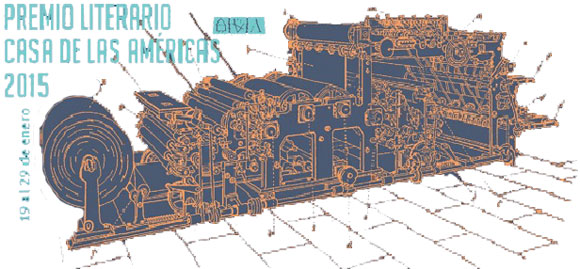 PREMIO LITERARIO
CASA DE LAS AMÉRICAS
2015
19 al 29 de enero